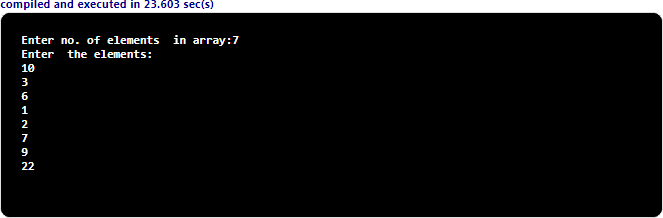 compiled and executed in 23.603 sec(s)
Enter no. of elements  in array:7
Enter  the elements:
10
3
6
1
2
7
9
22